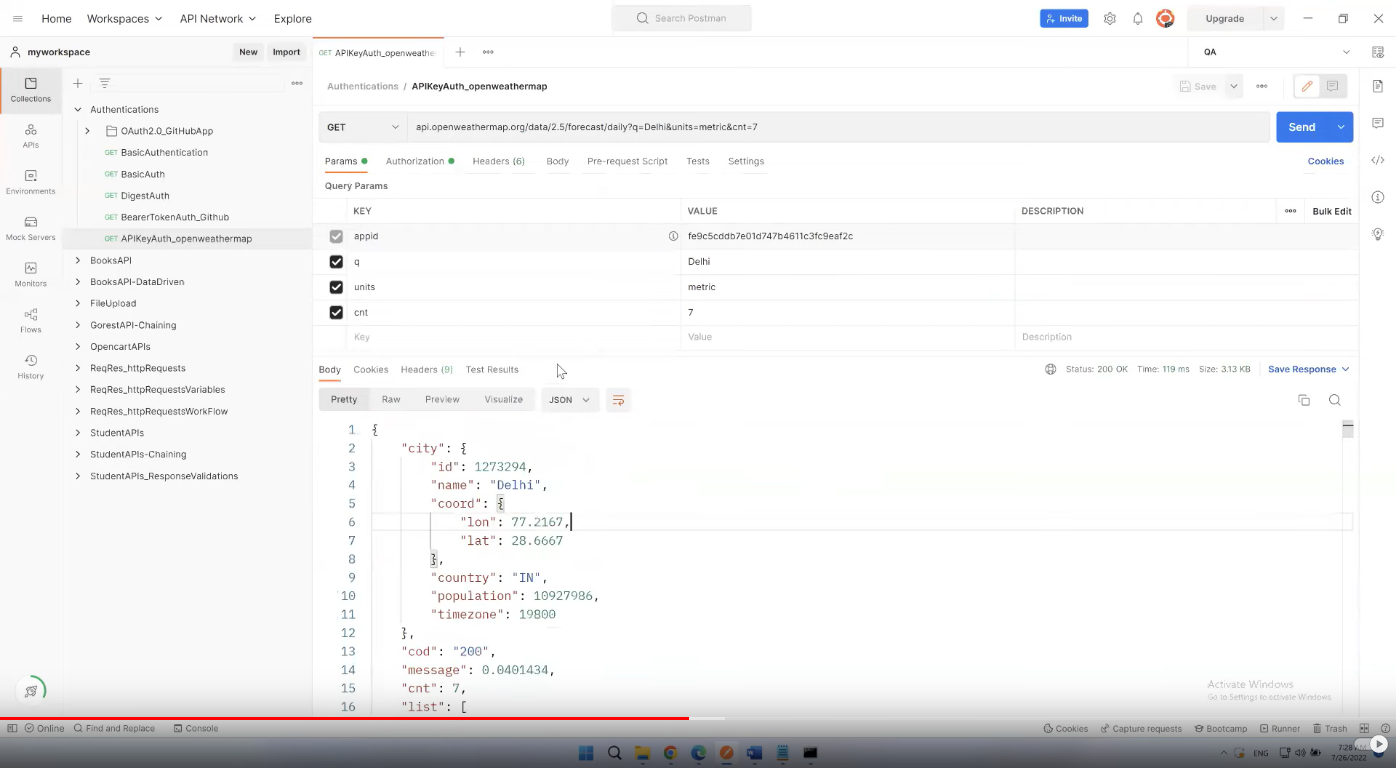 Home Workspaces API Network Explore Search Postman Invite Upgrade
myworkspace New Import GET APIKeyAuth_openweathe QA
Collections
APIs
Environments
Mock Servers
Monitors
Flows
History
Authentications
OAuth2.0_GitHubApp
GET BasicAuthentication
GET BasicAuth
GET DigestAuth
GET BearerTokenAuth_Github
GET APIKeyAuth_openweathermap
BooksAPI
BooksAPI-DataDriven
FileUpload
GorestAPI-Chaining
OpencartAPIs
ReqRes_httpRequests
ReqRes_httpRequestsVariables
ReqRes_httpRequestsWorkFlow
StudentAPIs
StudentAPIs-Chaining
StudentAPIs_ResponseValidations
Authentications / APIKeyAuth_openweathermap Save
GET api.openweathermap.org/data/2.5/forecast/daily?q=Delhi&units=metric&cnt=7 Send
Params Authorization Headers (6) Body Pre-request Script Tests Settings Cookies
Query Params
KEY VALUE DESCRIPTION Bulk Edit
appid fe9c5cddb7e01d747b4611c3fc9eaf2c
q Delhi
units metric
cnt 7
Key Value Description
Body Cookies Headers (9) Test Results Status: 200 OK Time: 119 ms Size: 3.13 KB Save Response
Pretty Raw Preview Visualize JSON
1 {
2 "city": {
3 "id": 1273294,
4 "name": "Delhi",
5 "coord": {
6 "lon": 77.2167,
7 "lat": 28.6667
8 },
9 "country": "IN",
10 "population": 10927986,
11 "timezone": 19800
12 },
13 "cod": "200",
14 "message": 0.0401434,
15 "cnt": 7,
16 "list": [
Activate Windows
Go to Settings to activate Windows.
Online Find and Replace Console Cookies Capture requests Bootcamp Runner Trash
ENG 7:28 AM
7/26/2022